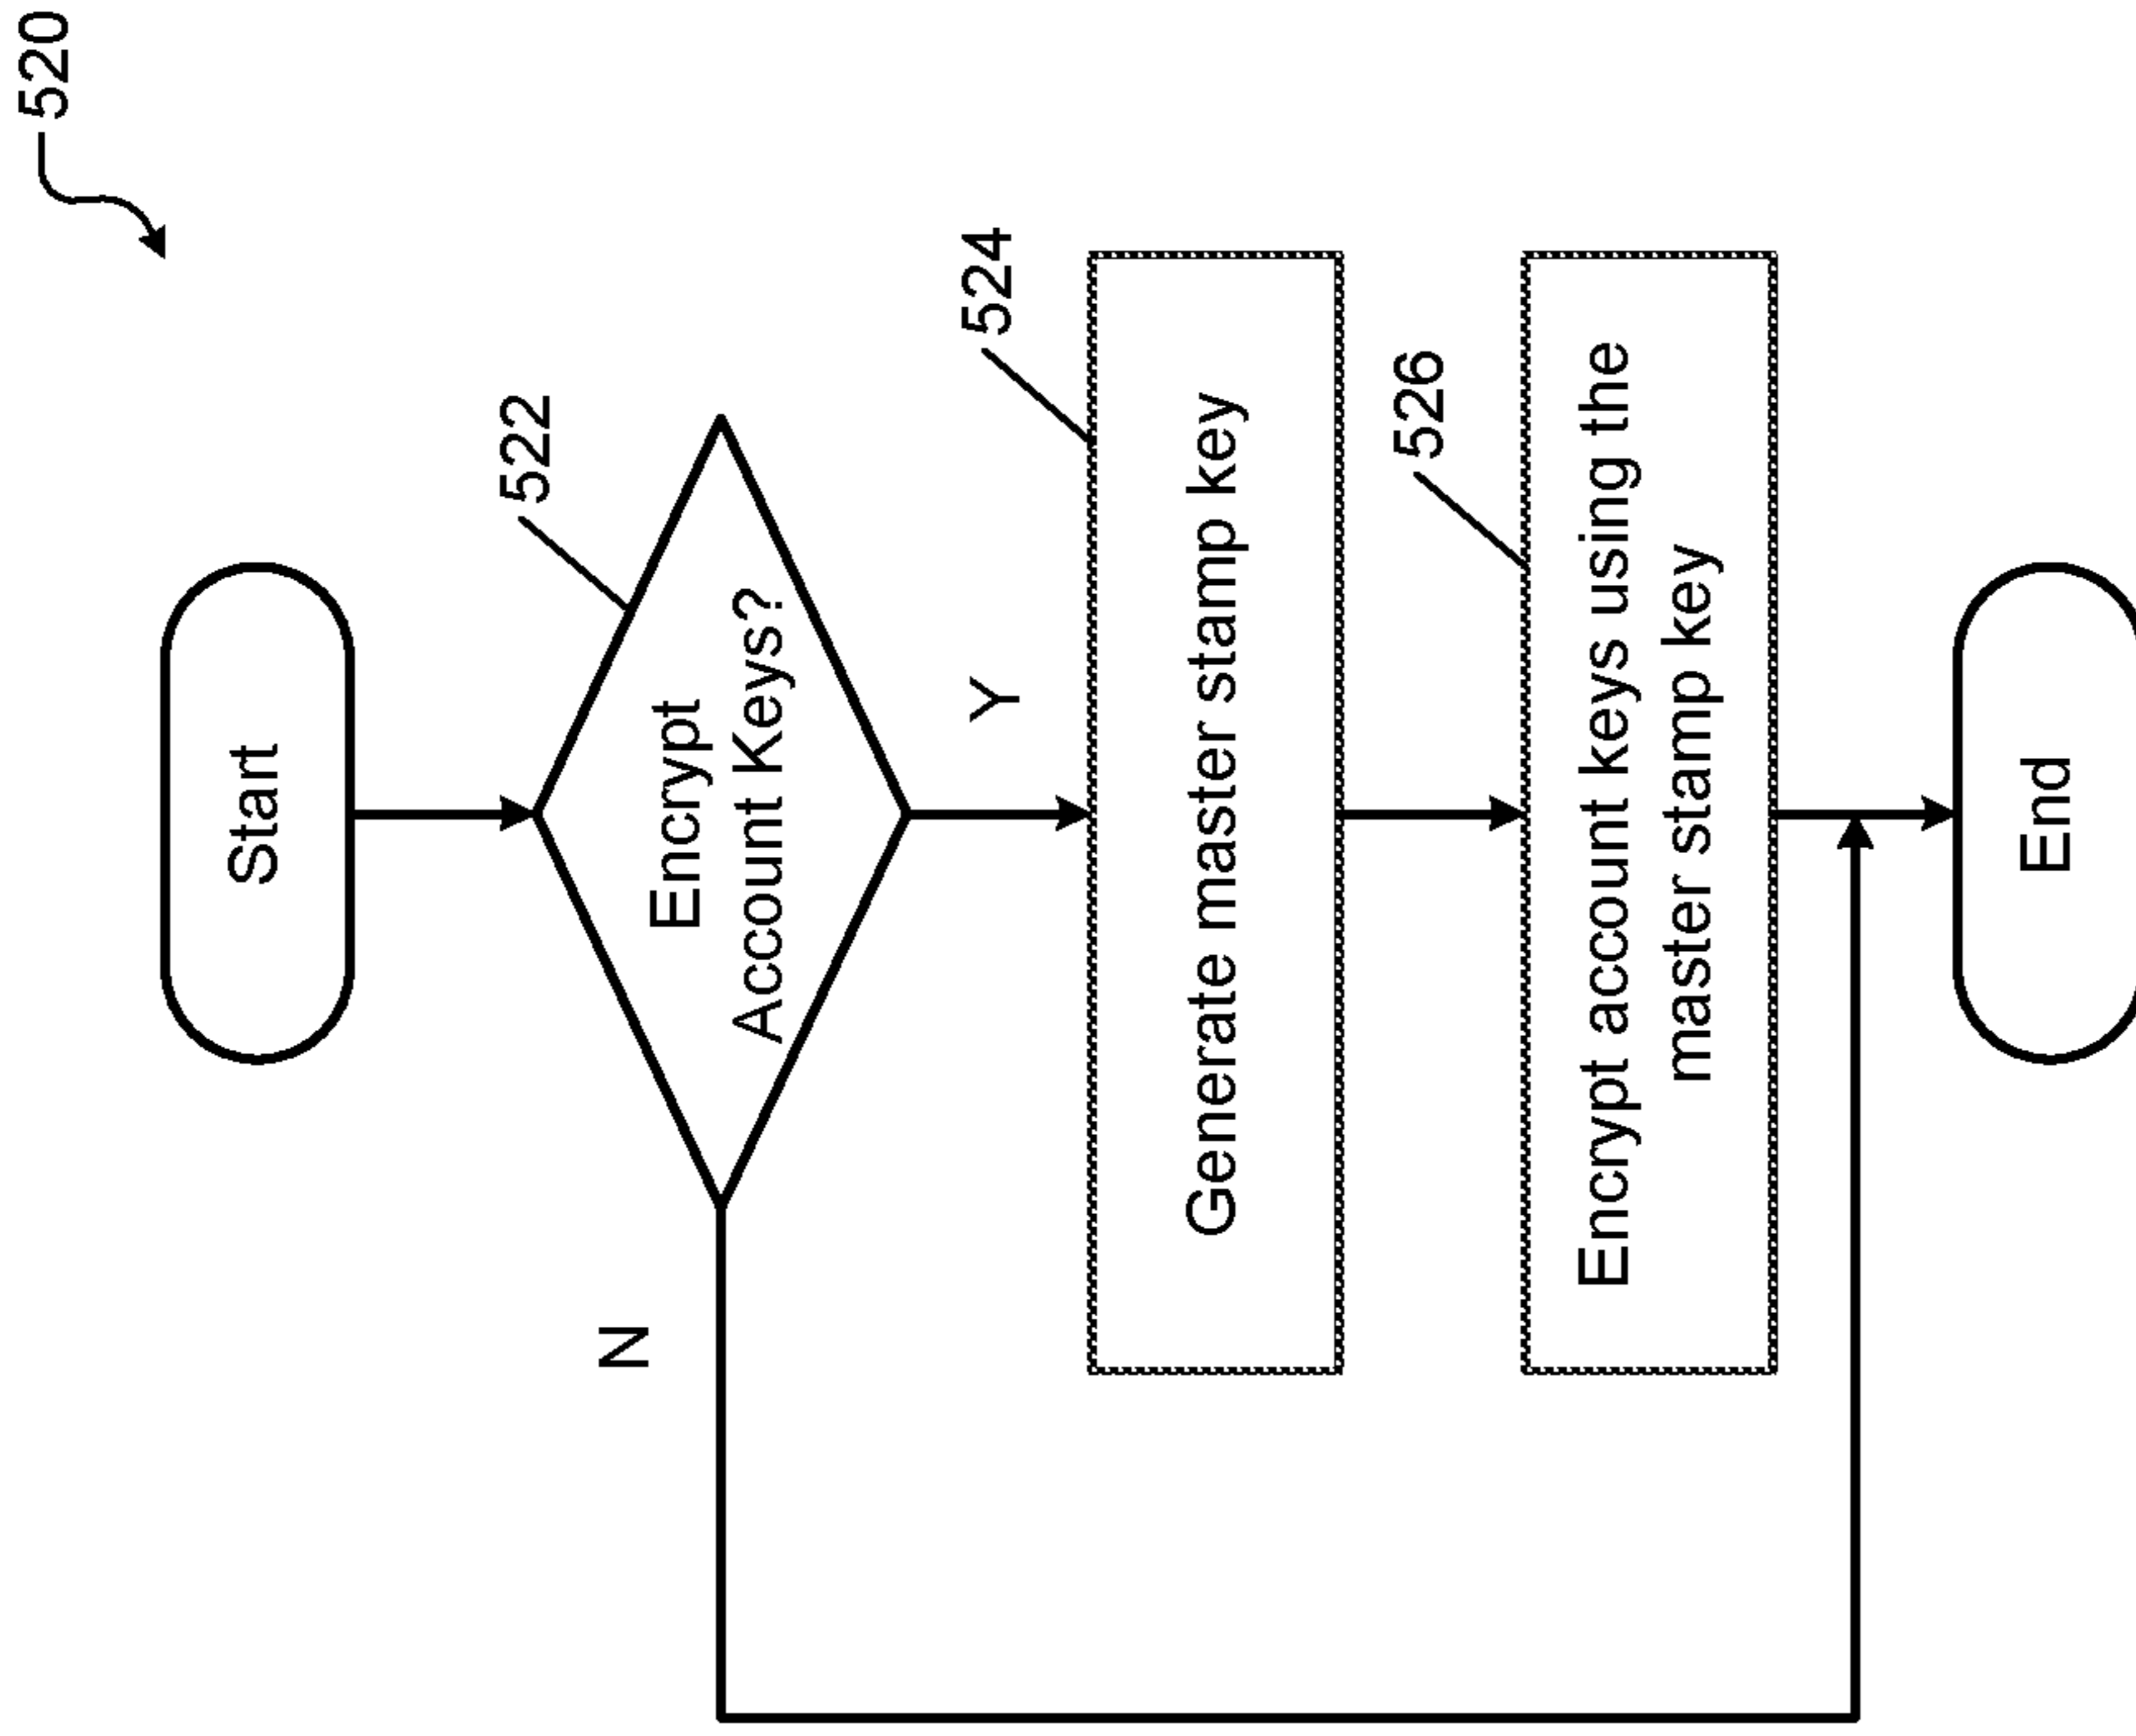 520
Start
522
Encrypt
Account Keys?
N
Y
524
Generate master stamp key
526
Encrypt account keys using the
master stamp key
End